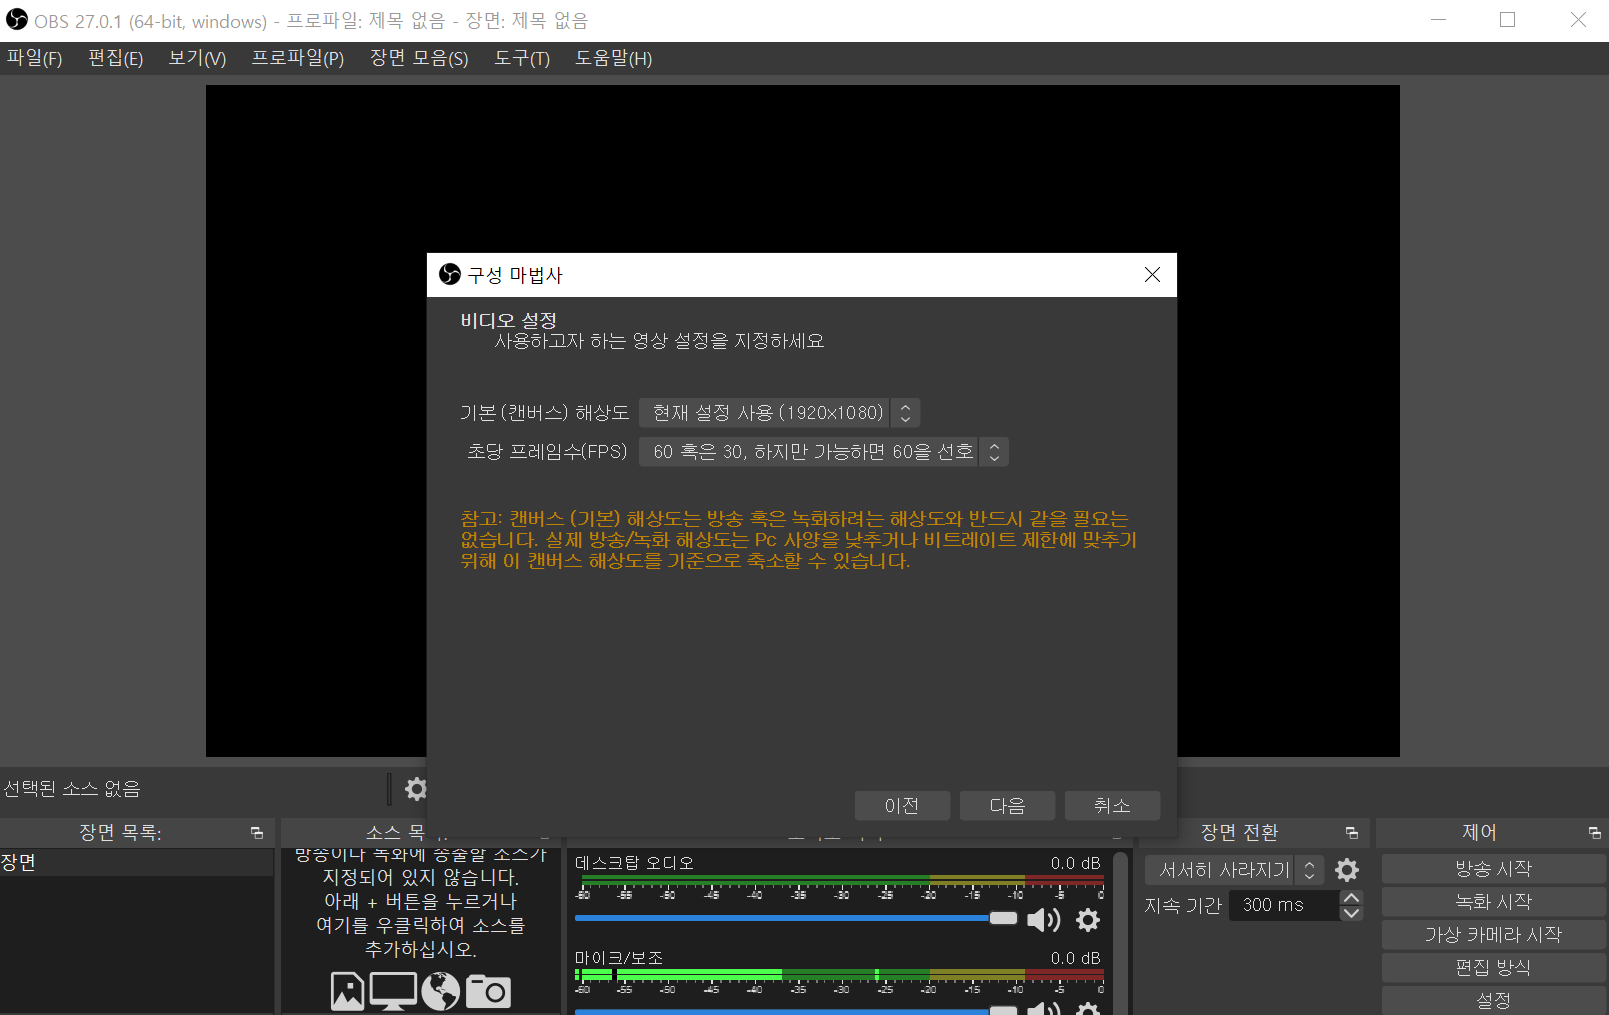 OBS 27.0.1 (64-bit, windows) - 프로파일: 제목 없음 - 장면: 제목 없음
파일(F) 편집(E) 보기(V) 프로파일(P) 장면 모음(S) 도구(T) 도움말(H)
구성 마법사
비디오 설정
사용하고자 하는 영상 설정을 지정하세요
기본 (캔버스) 해상도 현재 설정 사용 (1920x1080)
초당 프레임수(FPS) 60 혹은 30, 하지만 가능하면 60을 선호
참고: 캔버스 (기본) 해상도는 방송 혹은 녹화하려는 해상도와 반드시 같을 필요는
없습니다. 실제 방송/녹화 해상도는 Pc 사양을 낮추거나 비트레이트 제한에 맞추기
위해 이 캔버스 해상도를 기준으로 축소할 수 있습니다.
이전 다음 취소
선택된 소스 없음
장면 목록:
장면
소스 목
방송이나 녹화에 송출할 소스가
지정되어 있지 않습니다.
아래 + 버튼을 누르거나
여기를 우클릭하여 소스를
추가하십시오.
데스크탑 오디오 0.0 dB
-60 -55 -50 -45 -40 -35 -30 -25 -20 -15 -10 -5 0
마이크/보조 0.0 dB
-60 -55 -50 -45 -40 -35 -30 -25 -20 -15 -10 -5 0
장면 전환
서서히 사라지기
지속 기간 300 ms
제어
방송 시작
녹화 시작
가상 카메라 시작
편집 방식
설정